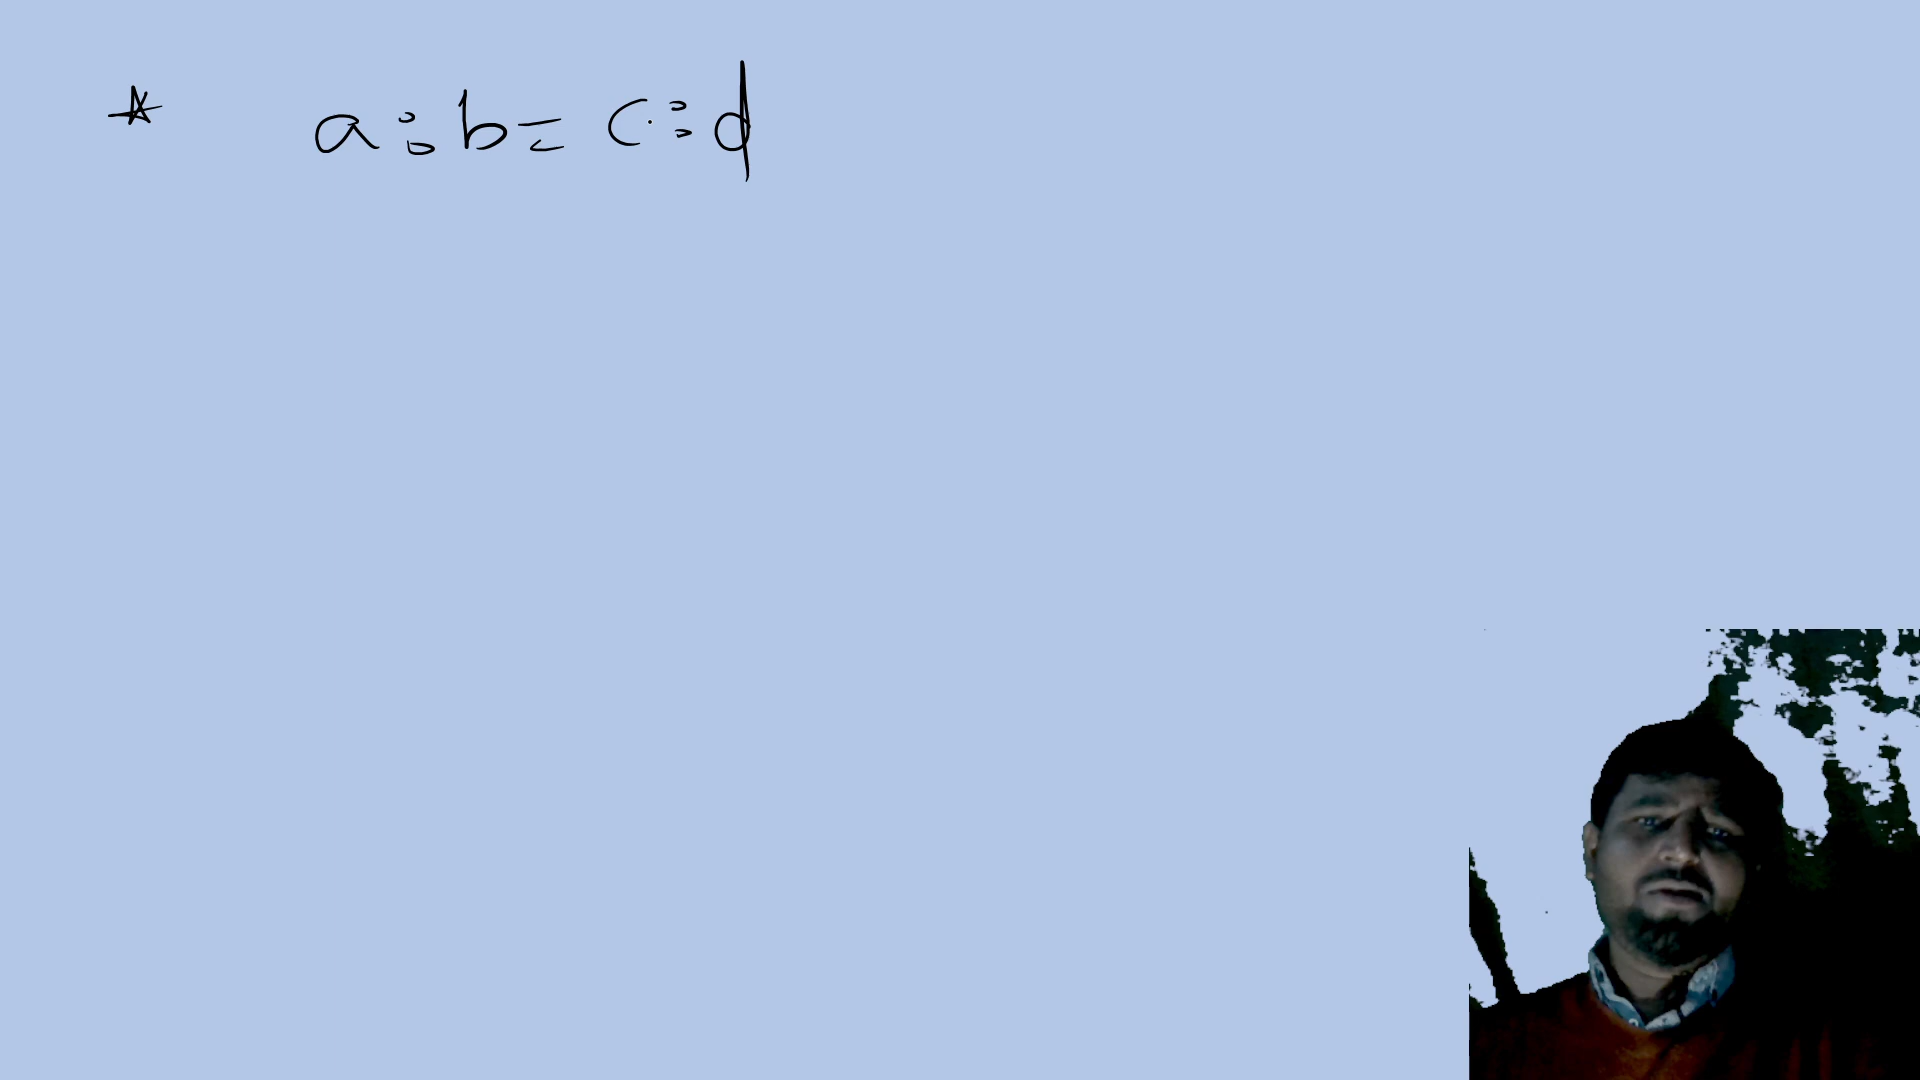 * a:b = c:d